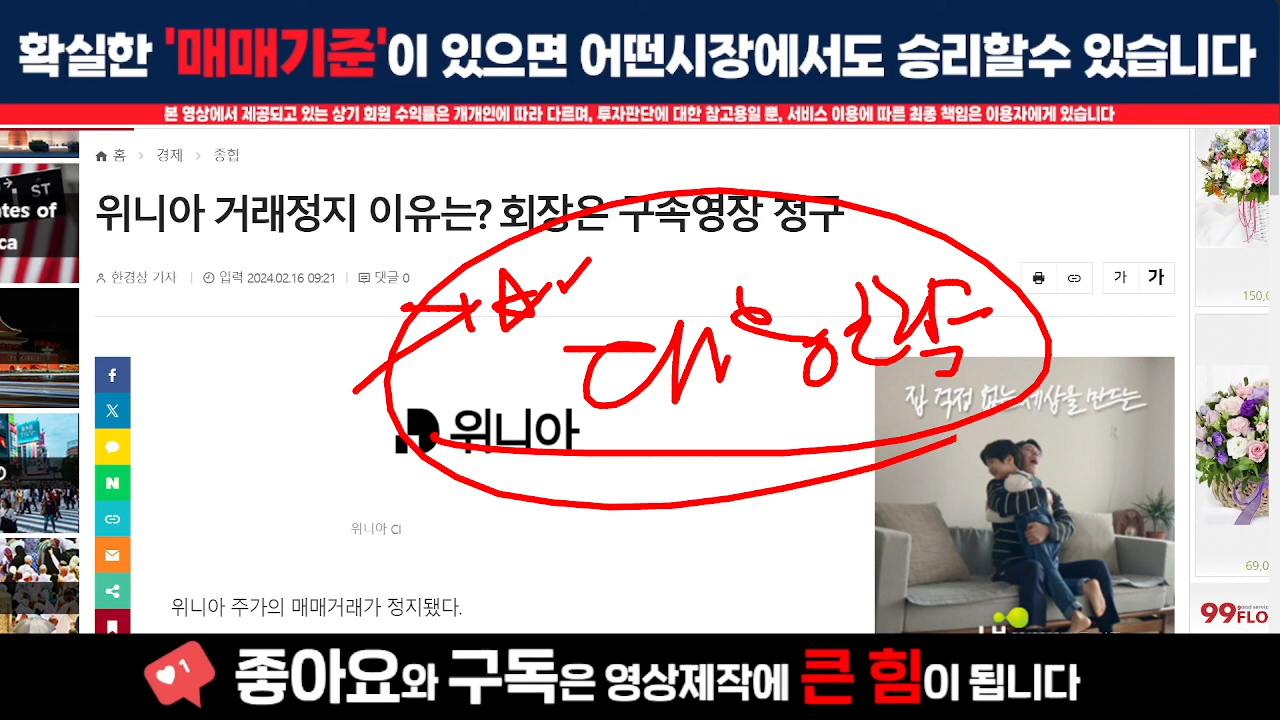 확실한 '매매기준'이 있으면 어떤시장에서도 승리할수 있습니다
본 영상에서 제공되고 있는 상기 회원 수익률은 개개인에 따라 다르며, 투자판단에 대한 참고용일 뿐, 서비스 이용에 따른 최종 책임은 이용자에게 있습니다
홈 > 경제 > 종합
ST
ates of
ca
위니아 거래정지 이유는? 회장은 구속영장 청구
한경상 기자 | 입력 2024.02.16 09:21 | 댓글 0
가 가
150,0
위니아
집 걱정 없는 세상을 만드는
위니아 CI
69,0
위니아 주가의 매매거래가 정지됐다.
99FLO
좋아요와 구독은 영상제작에 큰 힘이 됩니다